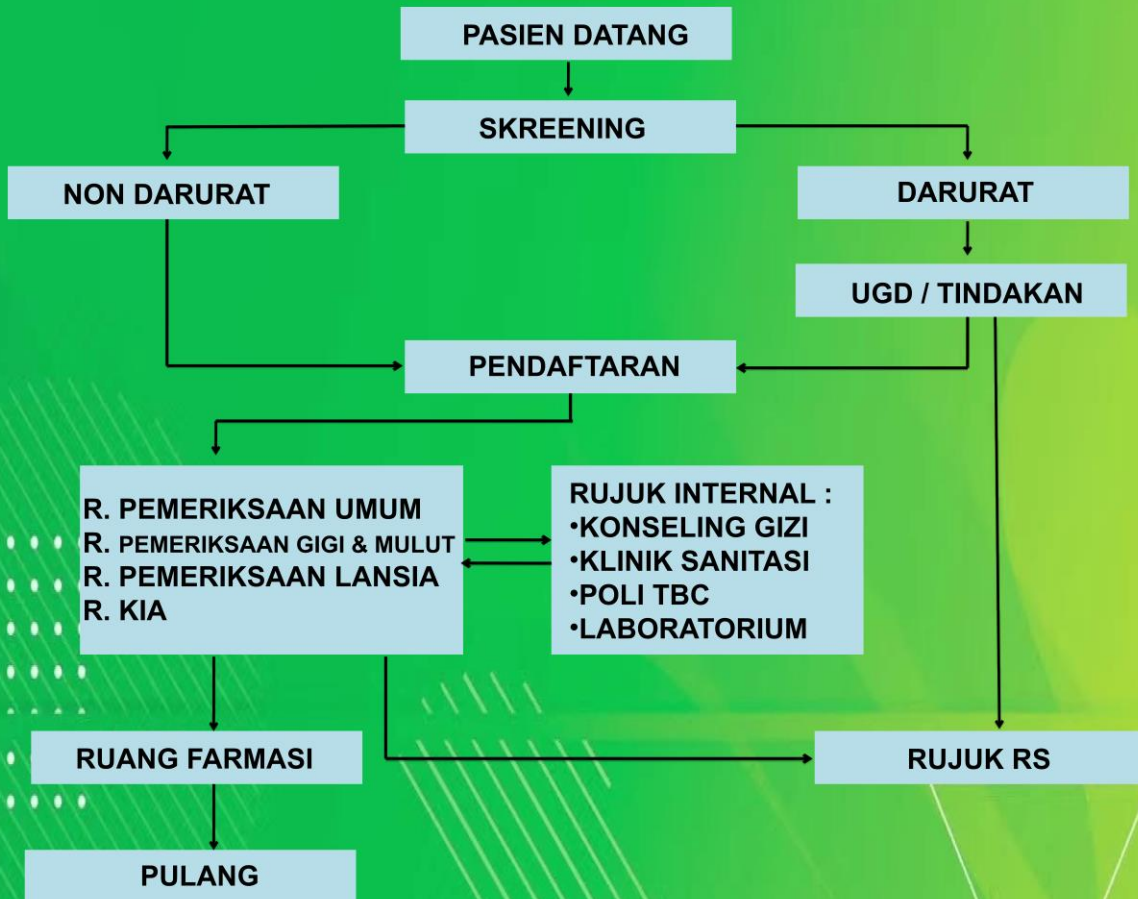 PASIEN DATANG
SKREENING
NON DARURAT
DARURAT
UGD / TINDAKAN
PENDAFTARAN
R. PEMERIKSAAN UMUM
R. PEMERIKSAAN GIGI & MULUT
R. PEMERIKSAAN LANSIA
R. KIA
RUJUK INTERNAL :
•KONSELING GIZI
•KLINIK SANITASI
•POLI TBC
•LABORATORIUM
RUANG FARMASI
RUJUK RS
PULANG